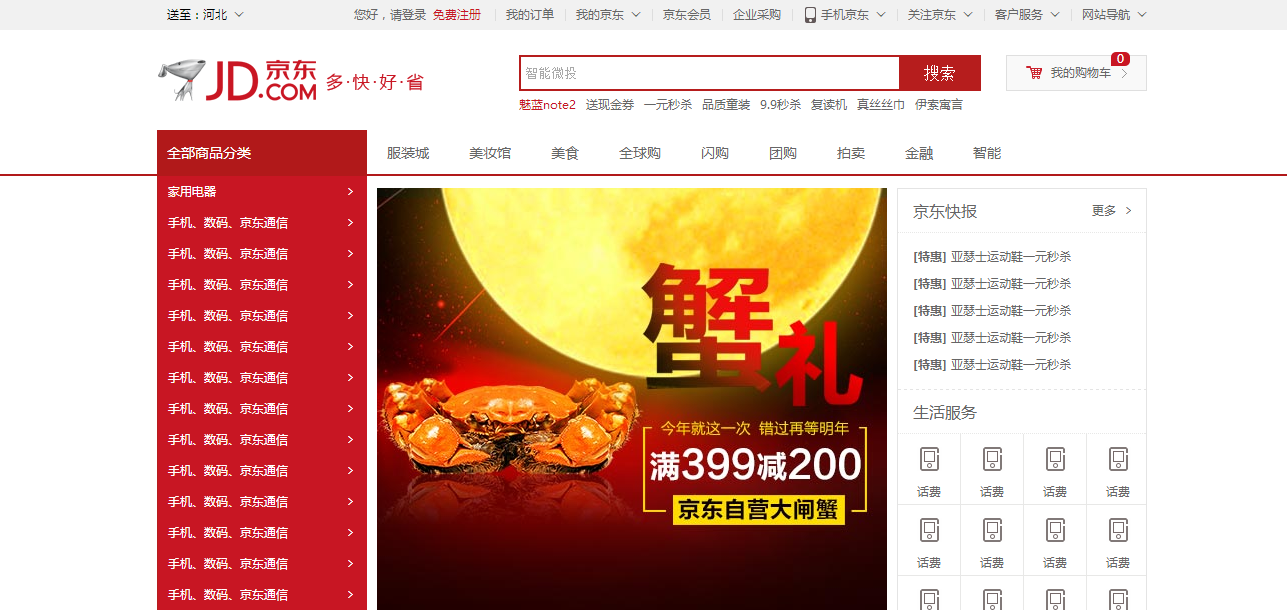 送至：河北
您好，请登录 免费注册 我的订单 我的京东 京东会员 企业采购 手机京东 关注京东 客户服务 网站导航
JD.COM 京东
多·快·好·省
智能微投
搜索
0
我的购物车
魅蓝note2 送现金券 一元秒杀 品质童装 9.9秒杀 复读机 真丝丝巾 伊索寓言
全部商品分类
服装城 美妆馆 美食 全球购 闪购 团购 拍卖 金融 智能
家用电器
手机、数码、京东通信
手机、数码、京东通信
手机、数码、京东通信
手机、数码、京东通信
手机、数码、京东通信
手机、数码、京东通信
手机、数码、京东通信
手机、数码、京东通信
手机、数码、京东通信
手机、数码、京东通信
手机、数码、京东通信
手机、数码、京东通信
手机、数码、京东通信
蟹礼
今年就这一次 错过再等明年
满399减200
京东自营大闸蟹
京东快报
更多
[特惠] 亚瑟士运动鞋一元秒杀
[特惠] 亚瑟士运动鞋一元秒杀
[特惠] 亚瑟士运动鞋一元秒杀
[特惠] 亚瑟士运动鞋一元秒杀
[特惠] 亚瑟士运动鞋一元秒杀
生活服务
话费 话费 话费 话费
话费 话费 话费 话费